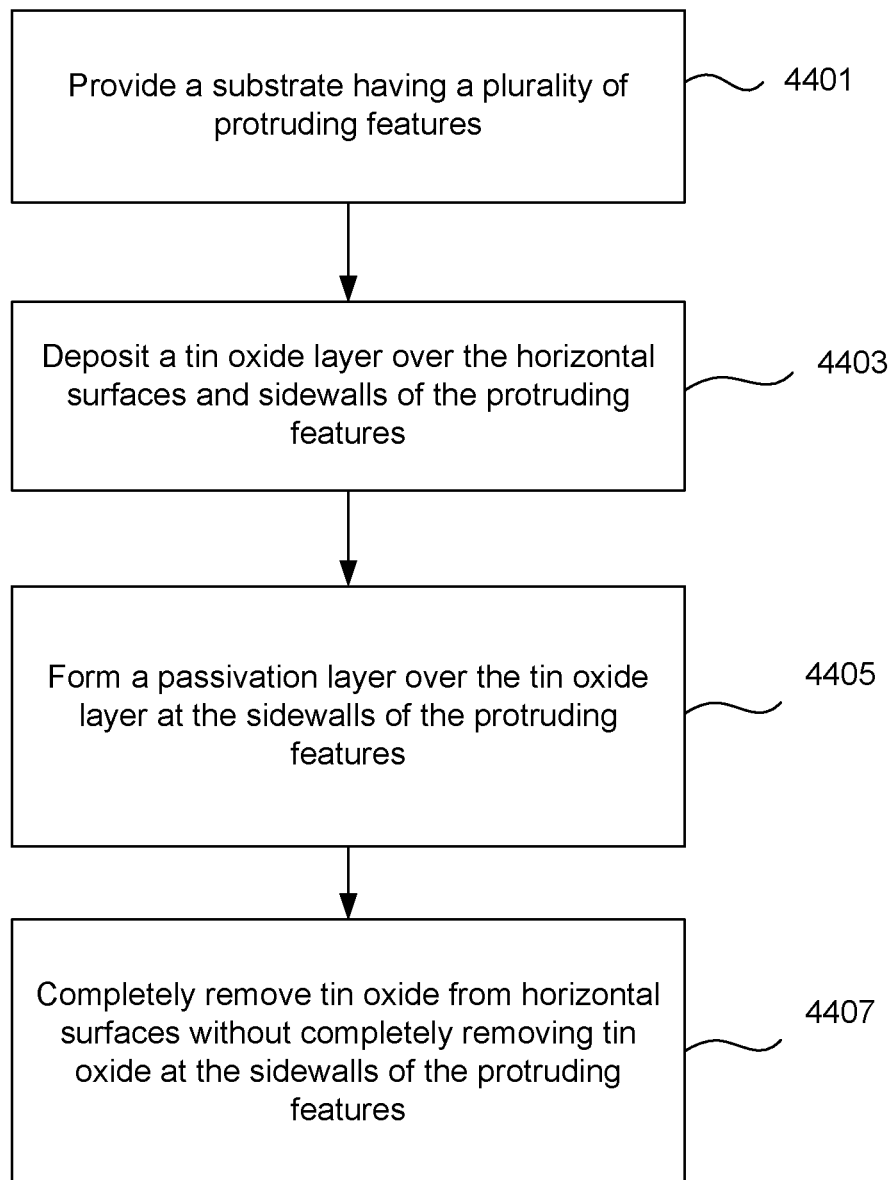 Provide a substrate having a plurality of
protruding features
4401
Deposit a tin oxide layer over the horizontal
surfaces and sidewalls of the protruding
features
4403
Form a passivation layer over the tin oxide
layer at the sidewalls of the protruding
features
4405
Completely remove tin oxide from horizontal
surfaces without completely removing tin
oxide at the sidewalls of the protruding
features
4407